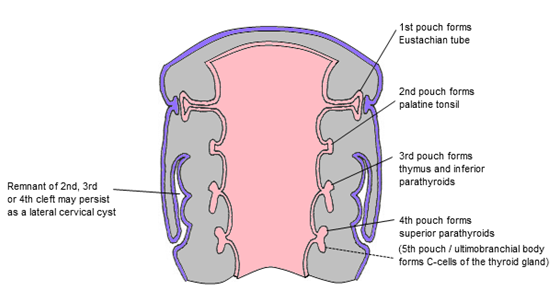 1st pouch forms
Eustachian tube
2nd pouch forms
palatine tonsil
3rd pouch forms
thymus and inferior
parathyroids
Remnant of 2nd, 3rd
or 4th cleft may persist
as a lateral cervical cyst
4th pouch forms
superior parathyroids
(5th pouch / ultimobranchial body
forms C-cells of the thyroid gland)